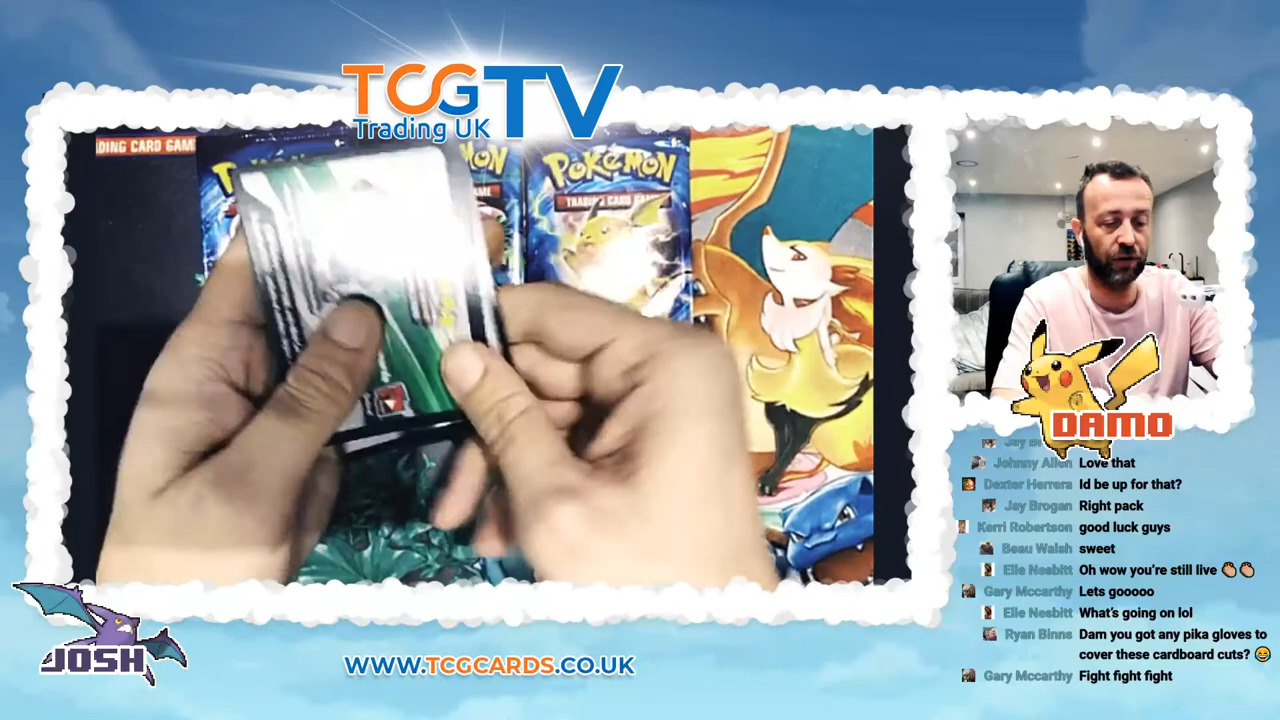 TCG TV
Trading UK
DING CARD GAM
POKÉMON
TRADING CARD GAME
DAMO
Johnny Allen Love that
Dexter Herrera Id be up for that?
Jay Brogan Right pack
Kerri Robertson good luck guys
Beau Walsh sweet
Elle Nesbitt Oh wow you're still live 👏👏
Gary Mccarthy Lets gooooo
Elle Nesbitt What's going on lol
Ryan Binns Dam you got any pika gloves to
cover these cardboard cuts? 😅
Gary Mccarthy Fight fight fight
JOSH
WWW.TCGCARDS.CO.UK